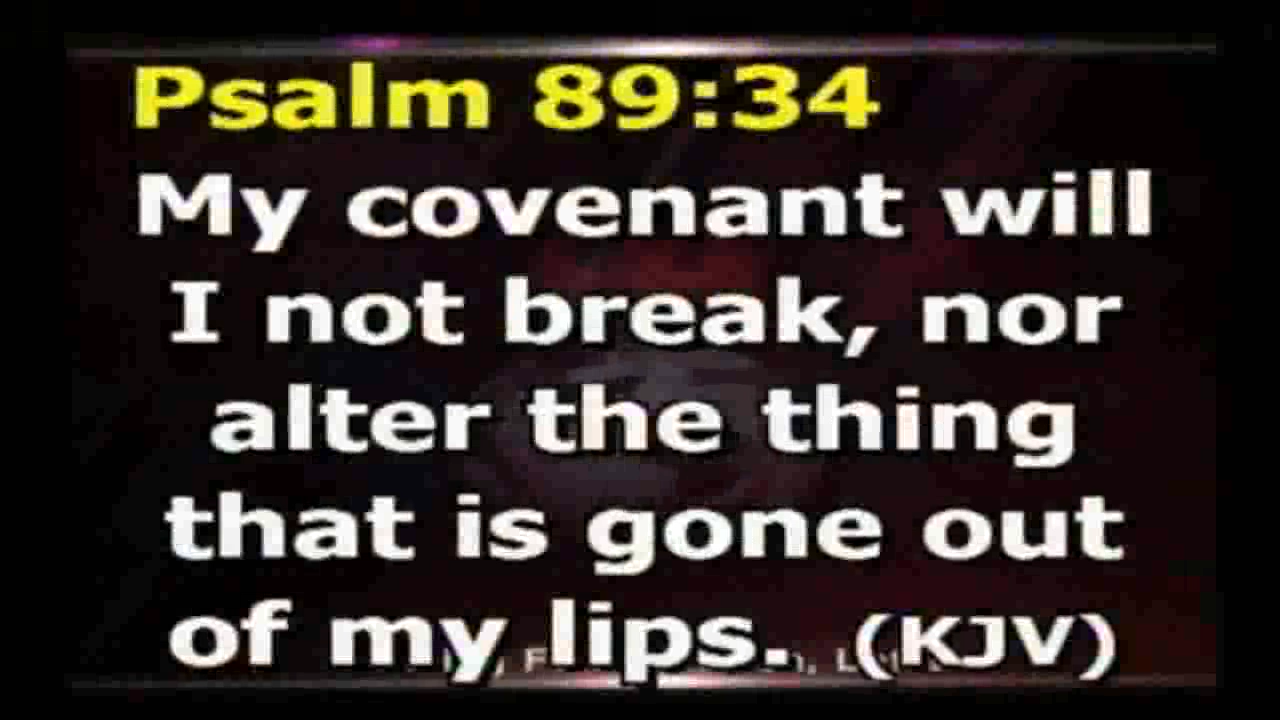 Psalm 89:34
My covenant will
I not break, nor
alter the thing
that is gone out
of my lips. (KJV)